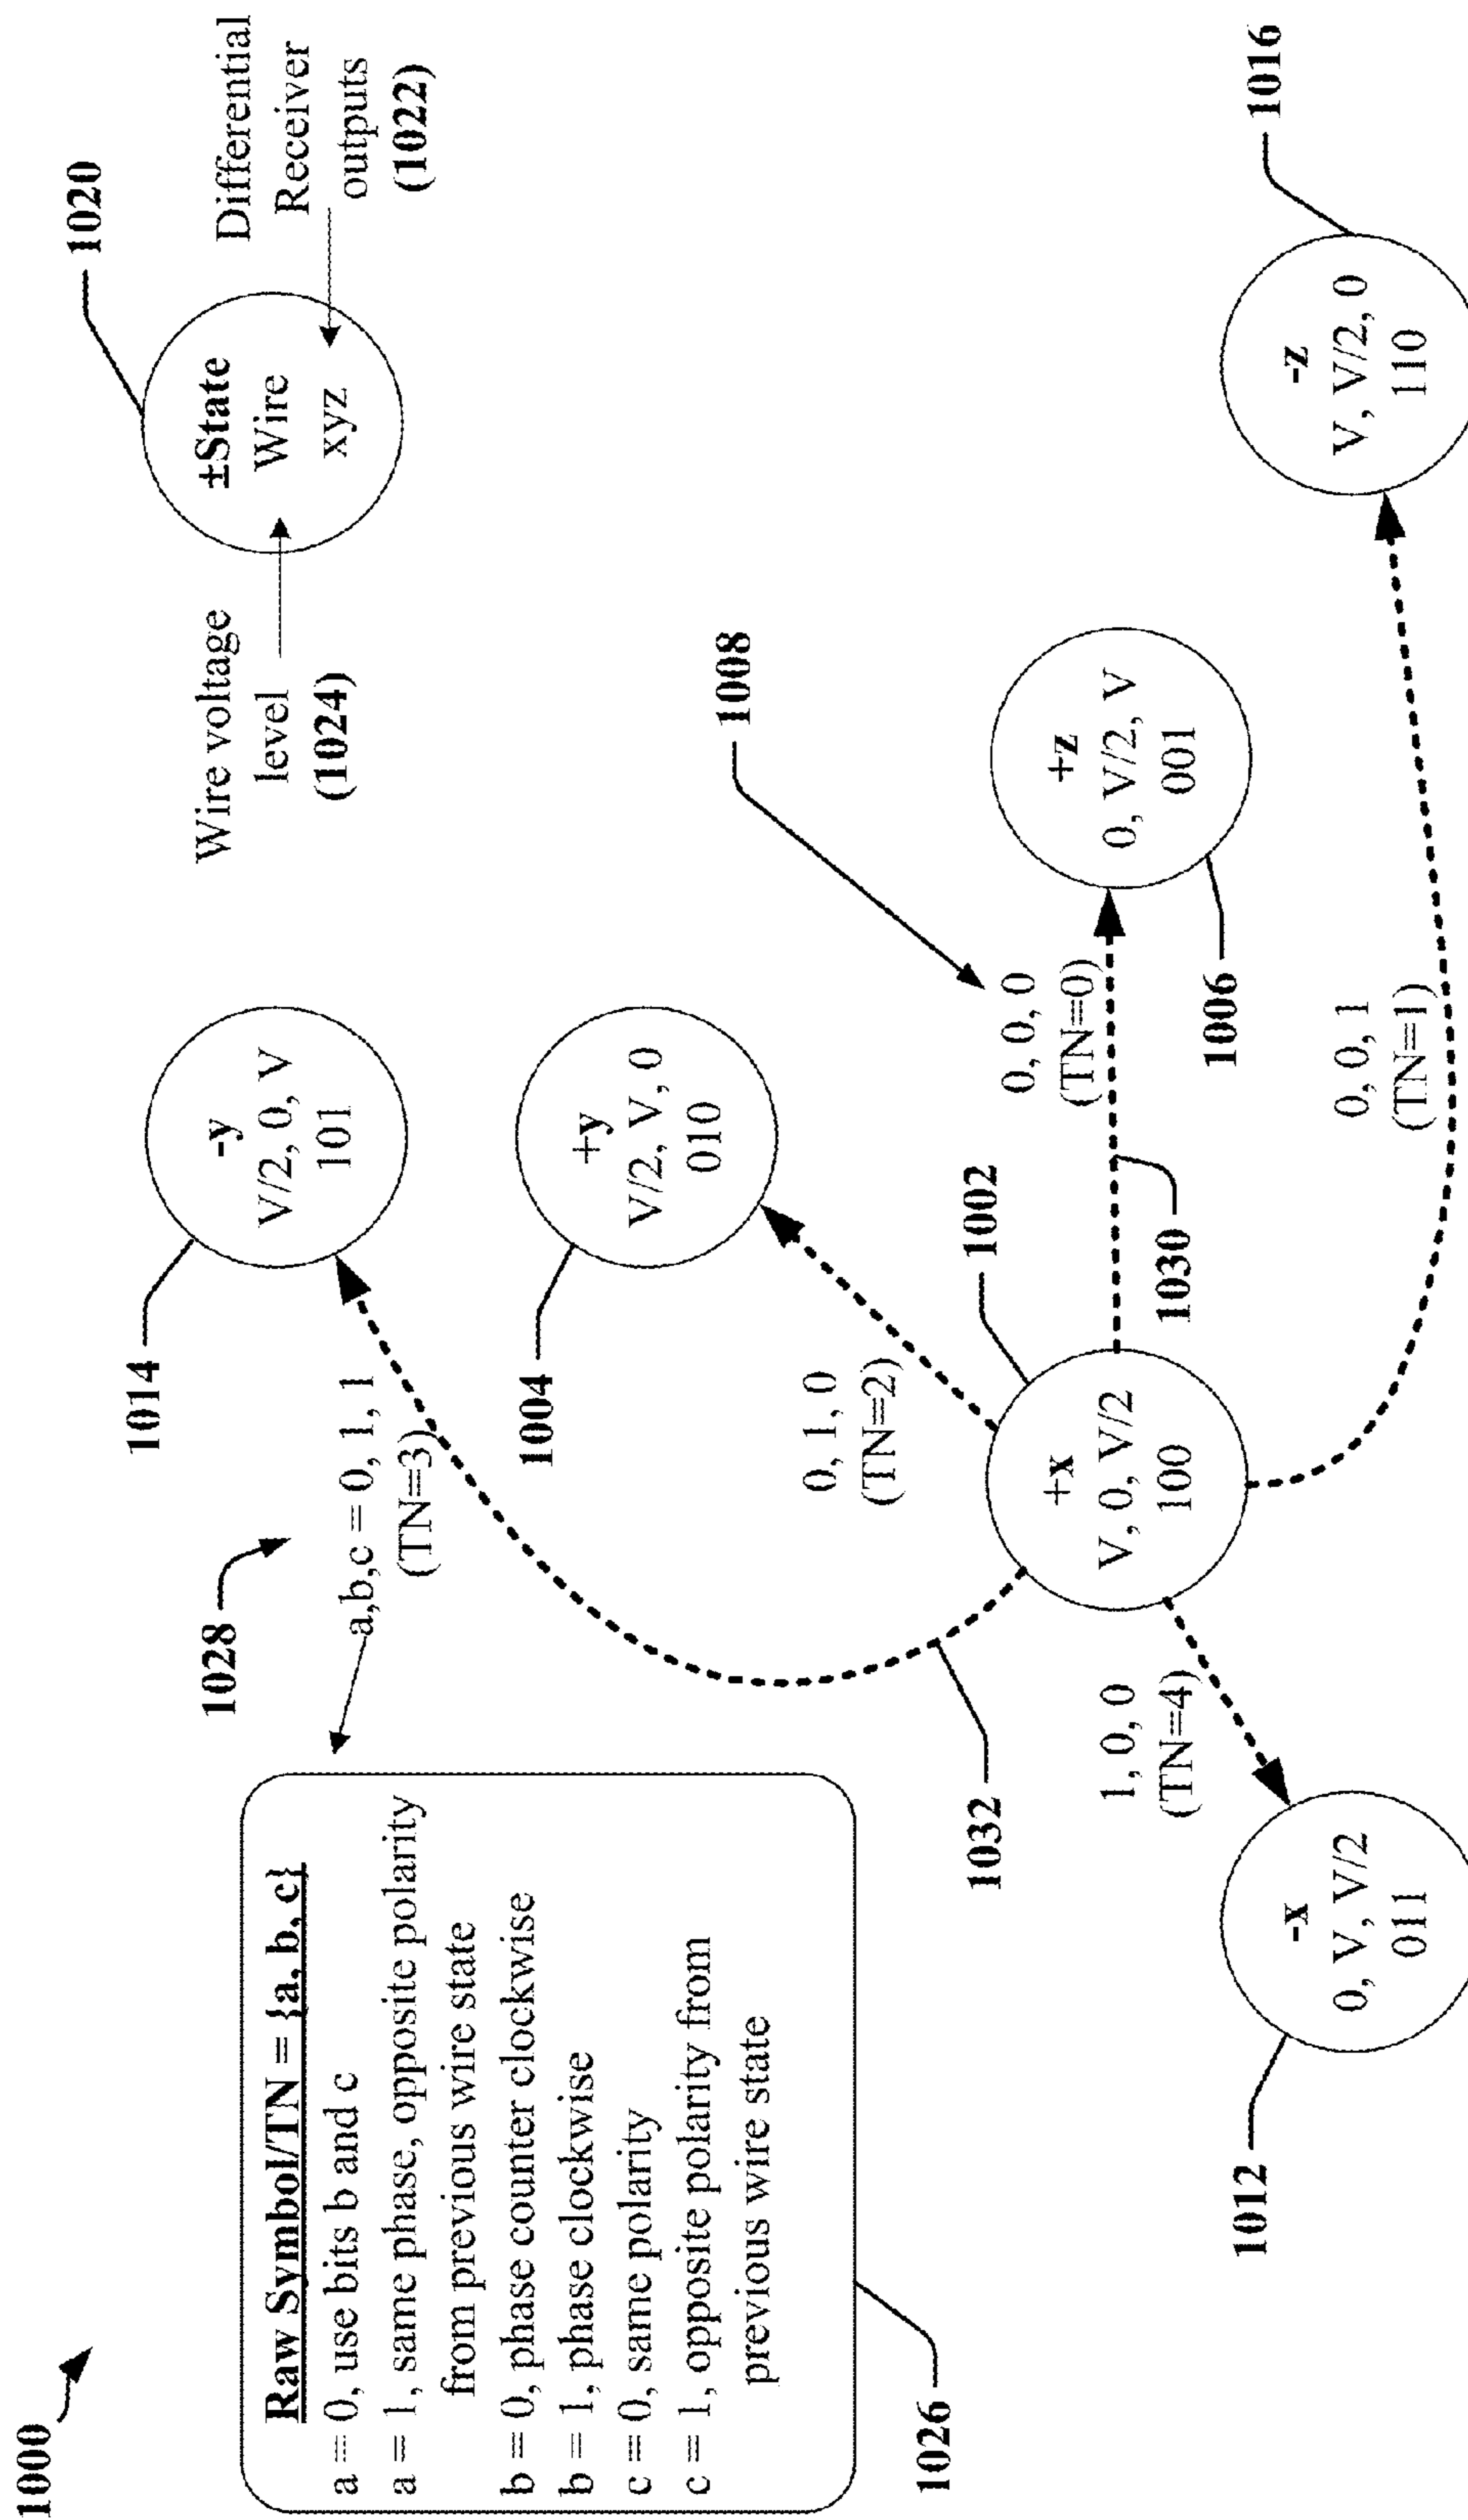 1000
Raw Symbol/TN = {a, b, c}
a = 0, use bits b and c
a = 1, same phase, opposite polarity
from previous wire state
b = 0, phase counter clockwise
b = 1, phase clockwise
c = 0, same polarity
c = 1, opposite polarity from
previous wire state
1026
1028
a,b,c = 0, 1, 1
(TN=3)
1014
-y
V/2, 0, V
101
Wire voltage
level
(1024)
±State
Wire
xyz
1020
Differential
Receiver
outputs
(1022)
1004
+y
V/2, V, 0
010
0, 1, 0
(TN=2)
1008
1032
1002
+x
V, 0, V/2
100
0, 0, 0
(TN=0)
1030
+z
0, V/2, V
001
1006
1, 0, 0
(TN=4)
1012
-x
0, V, V/2
011
0, 0, 1
(TN=1)
-z
V, V/2, 0
110
1016